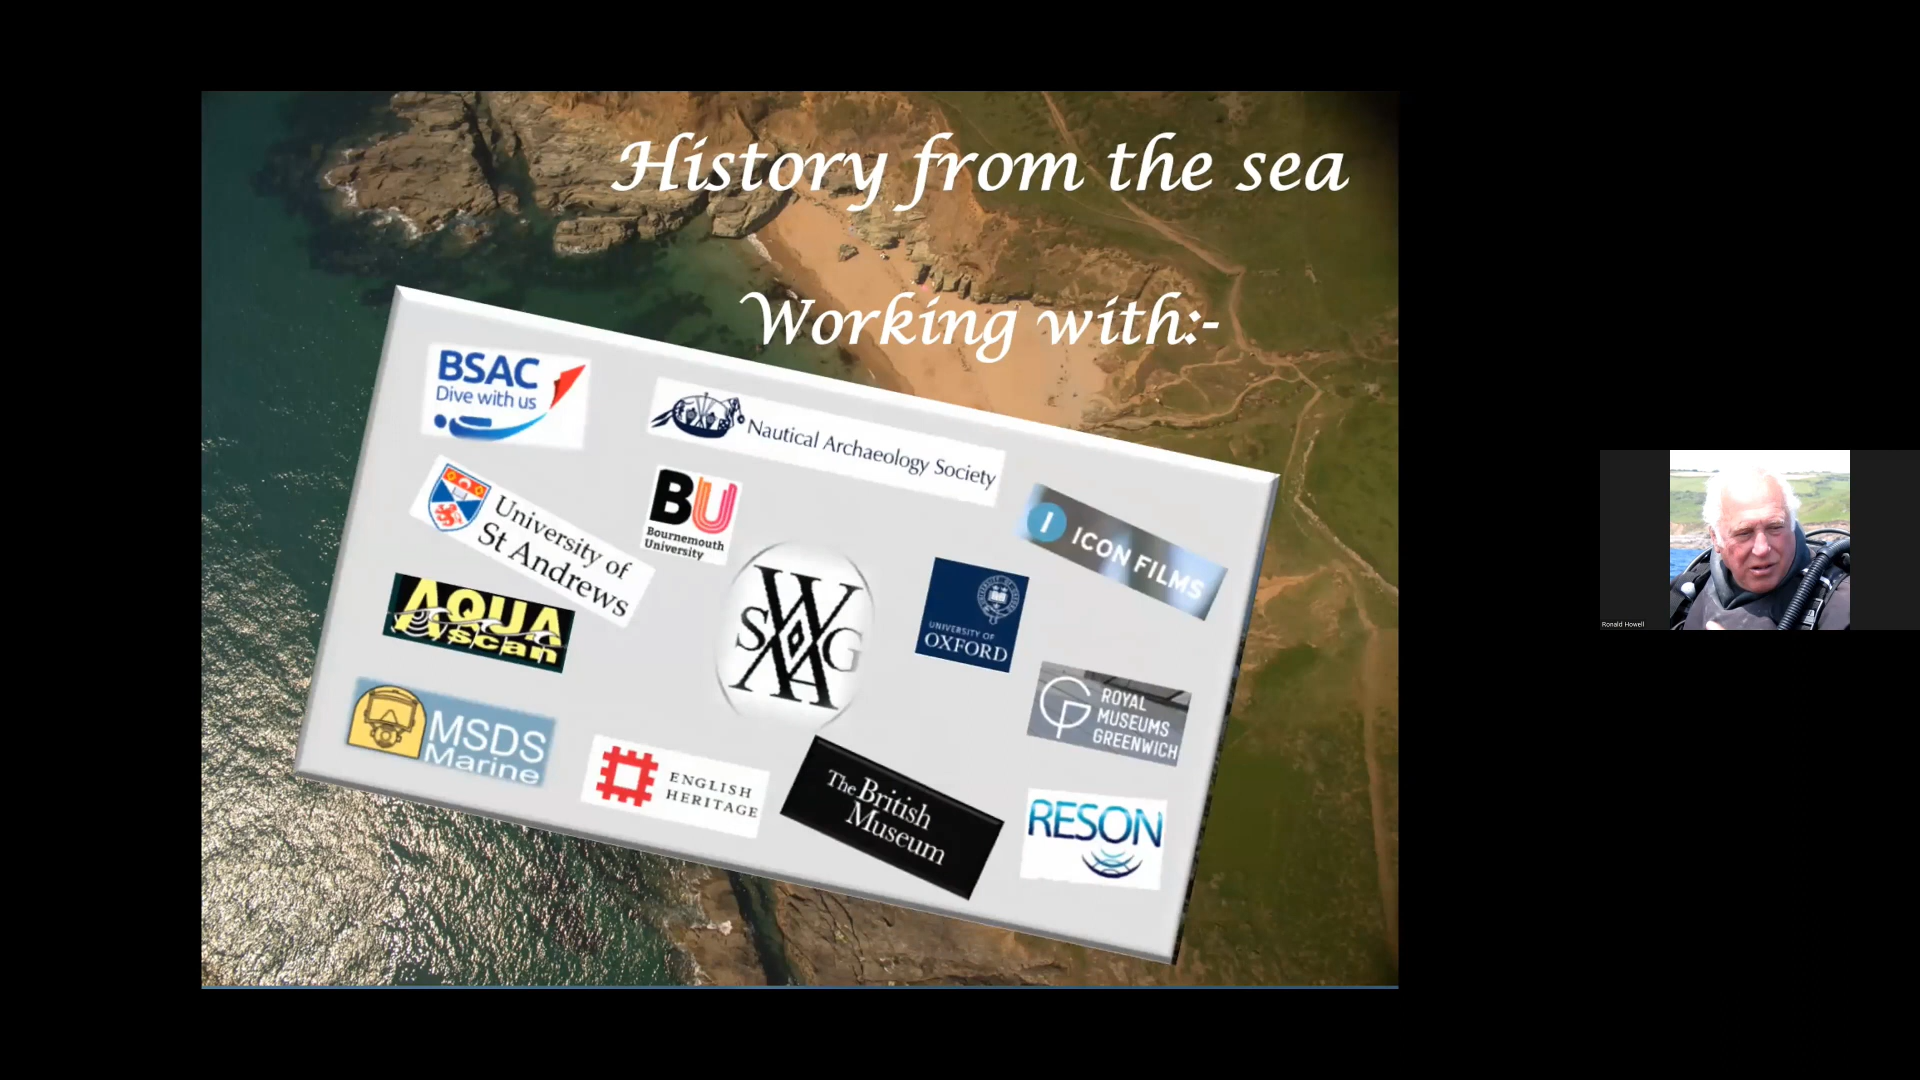 History from the sea
Working with:-
BSAC
Dive with us
Nautical Archaeology Society
University of
St Andrews
BU
Bournemouth
University
I ICON FILMS
AQUA
scan
SWAG
UNIVERSITY OF
OXFORD
ROYAL
MUSEUMS
GREENWICH
MSDS
Marine
ENGLISH
HERITAGE
The British
Museum
RESON
Ronald Howell